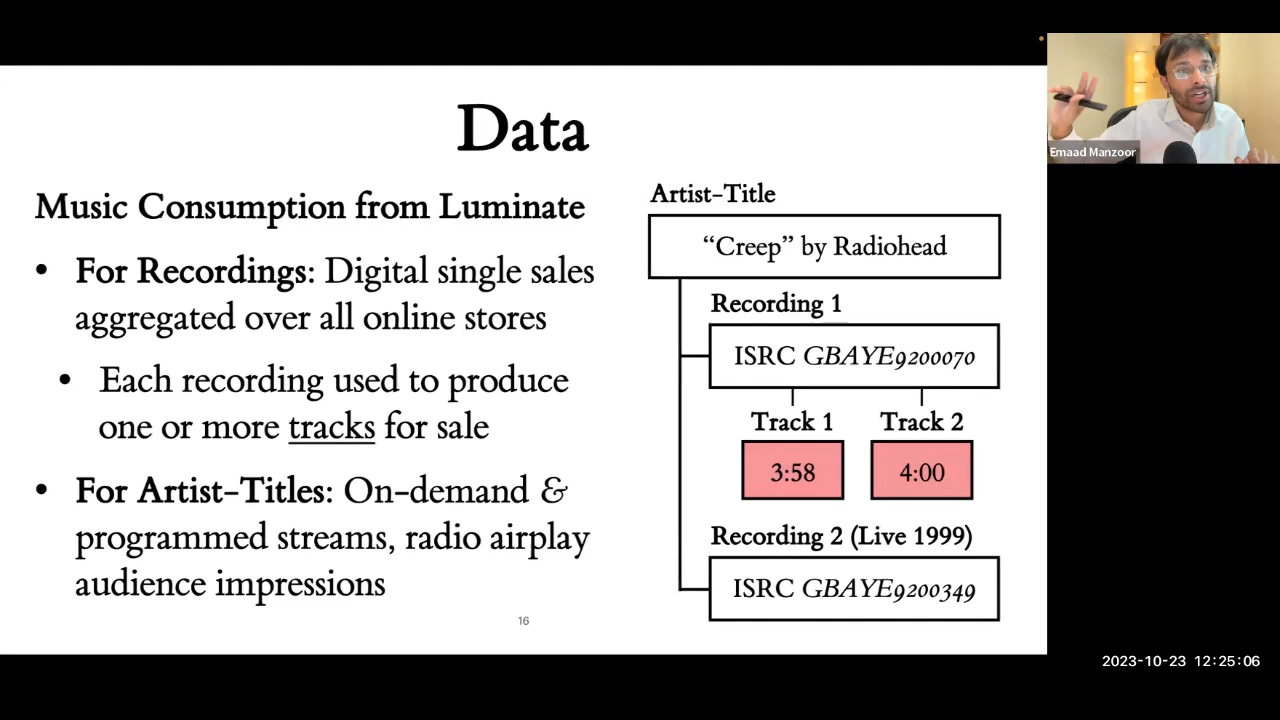 Data
Emaad Manzoor
Music Consumption from Luminate
• For Recordings: Digital single sales
aggregated over all online stores
• Each recording used to produce
one or more tracks for sale
• For Artist-Titles: On-demand &
programmed streams, radio airplay
audience impressions
Artist-Title
“Creep” by Radiohead
Recording 1
ISRC GBAYE9200070
Track 1 Track 2
3:58 4:00
Recording 2 (Live 1999)
ISRC GBAYE9200349
16
2023-10-23 12:25:06